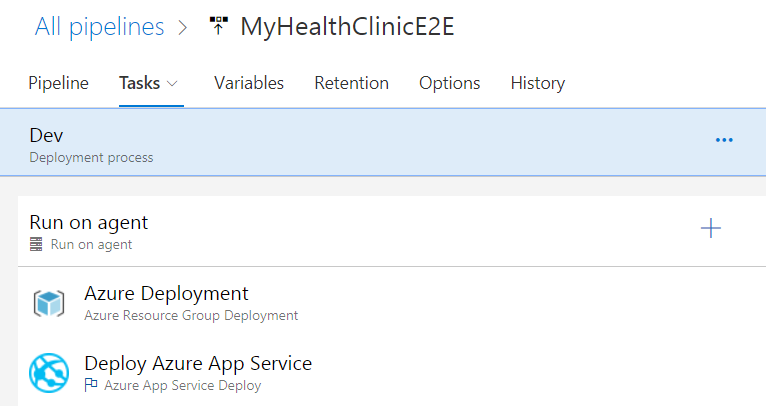 All pipelines > MyHealthClinicE2E
Pipeline Tasks Variables Retention Options History
Dev
Deployment process
Run on agent
Run on agent
Azure Deployment
Azure Resource Group Deployment
Deploy Azure App Service
Azure App Service Deploy